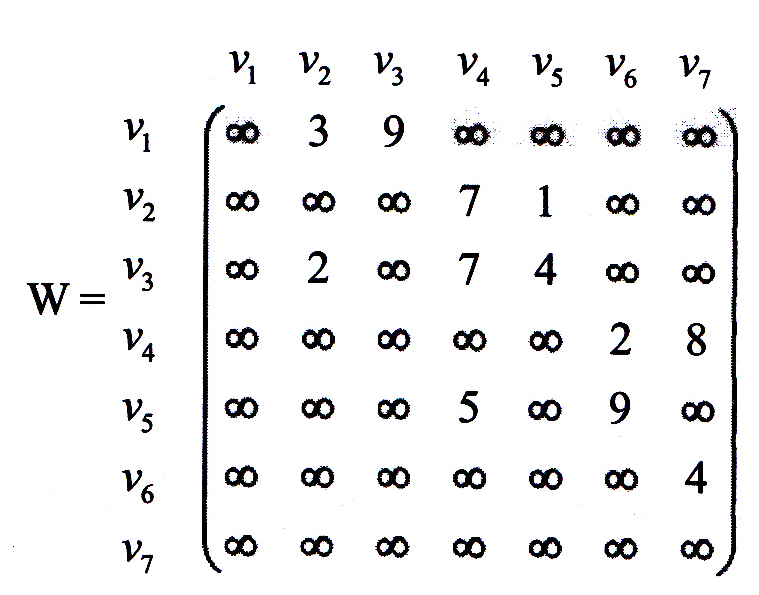 v₁ v₂ v₃ v₄ v₅ v₆ v₇
v₁ ∞ 3 9 ∞ ∞ ∞ ∞
v₂ ∞ ∞ ∞ 7 1 ∞ ∞
v₃ ∞ 2 ∞ 7 4 ∞ ∞
W =
v₄ ∞ ∞ ∞ ∞ ∞ 2 8
v₅ ∞ ∞ ∞ 5 ∞ 9 ∞
v₆ ∞ ∞ ∞ ∞ ∞ ∞ 4
v₇ ∞ ∞ ∞ ∞ ∞ ∞ ∞